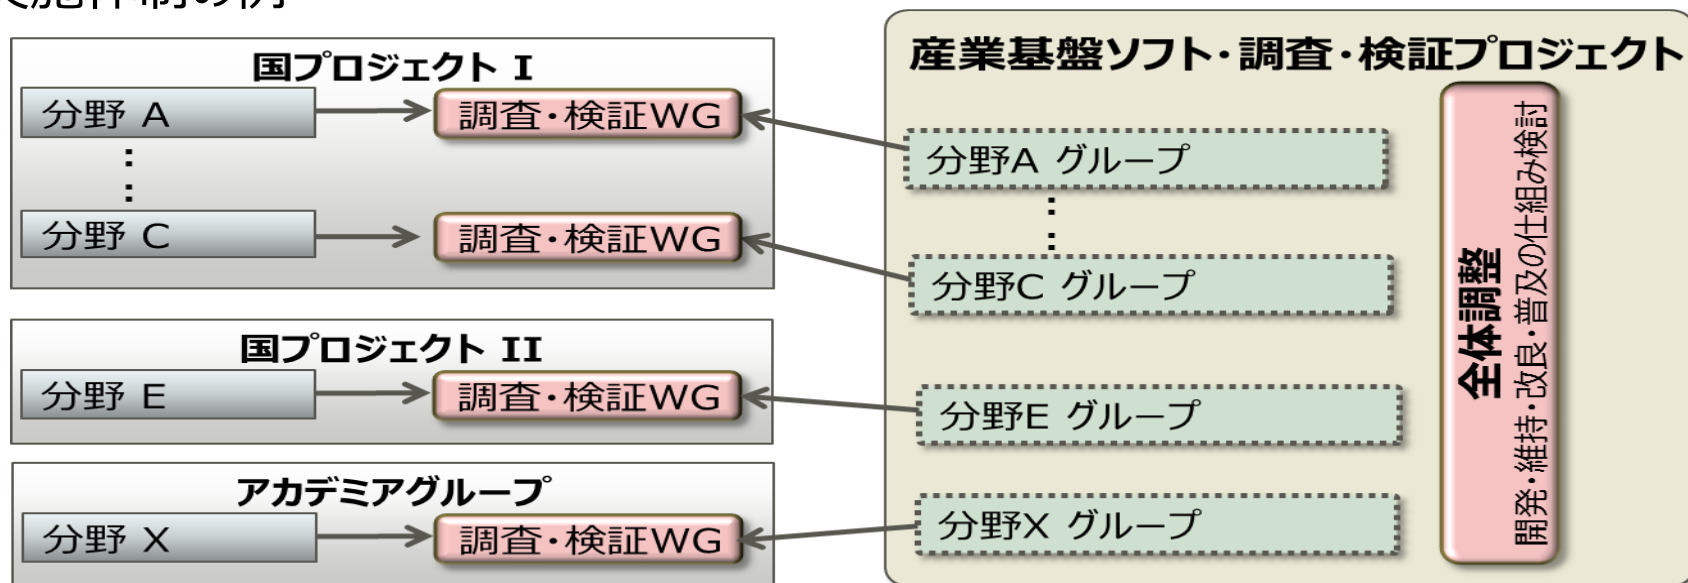 実施体制の例
国プロジェクト I
分野 A
調査・検証WG
:
:
分野 C
調査・検証WG
国プロジェクト II
分野 E
調査・検証WG
アカデミアグループ
分野 X
調査・検証WG
産業基盤ソフト・調査・検証プロジェクト
分野A グループ
:
:
分野C グループ
分野E グループ
分野X グループ
全体調整
開発・維持・改良・普及の仕組み検討